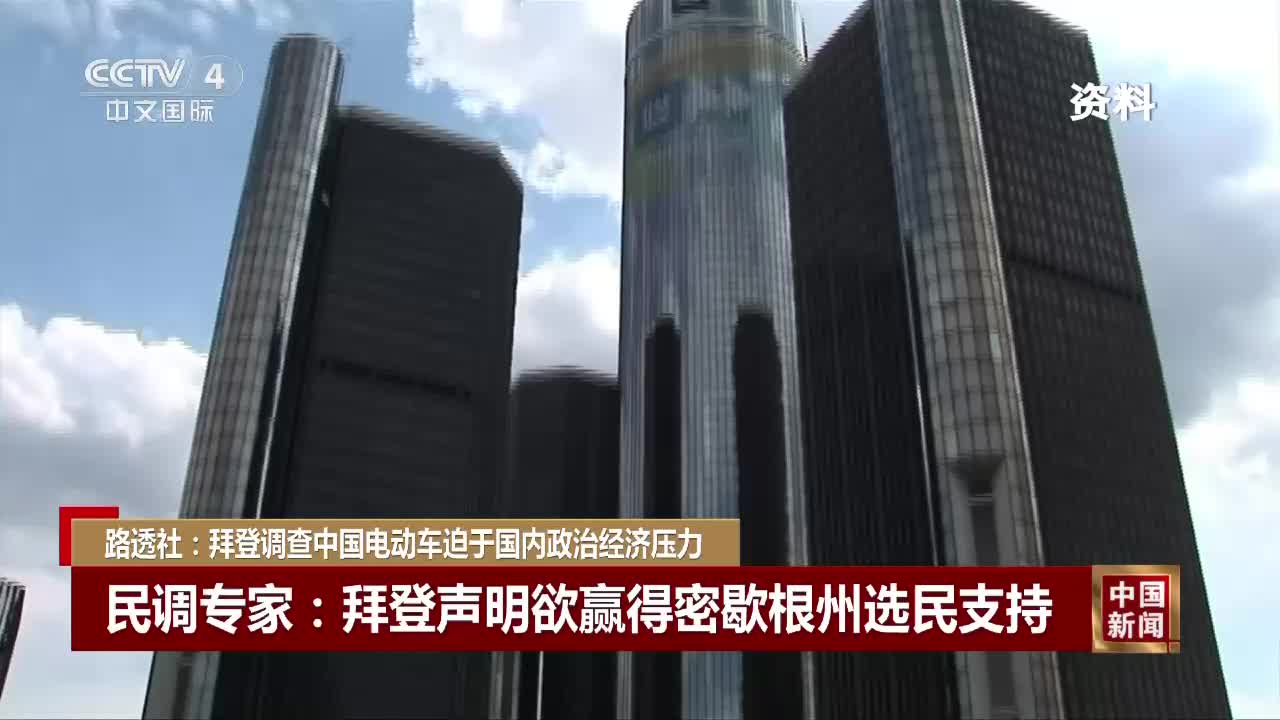 CCTV 4
中文国际
资料
路透社：拜登调查中国电动车迫于国内政治经济压力
民调专家：拜登声明欲赢得密歇根州选民支持
中国
新闻